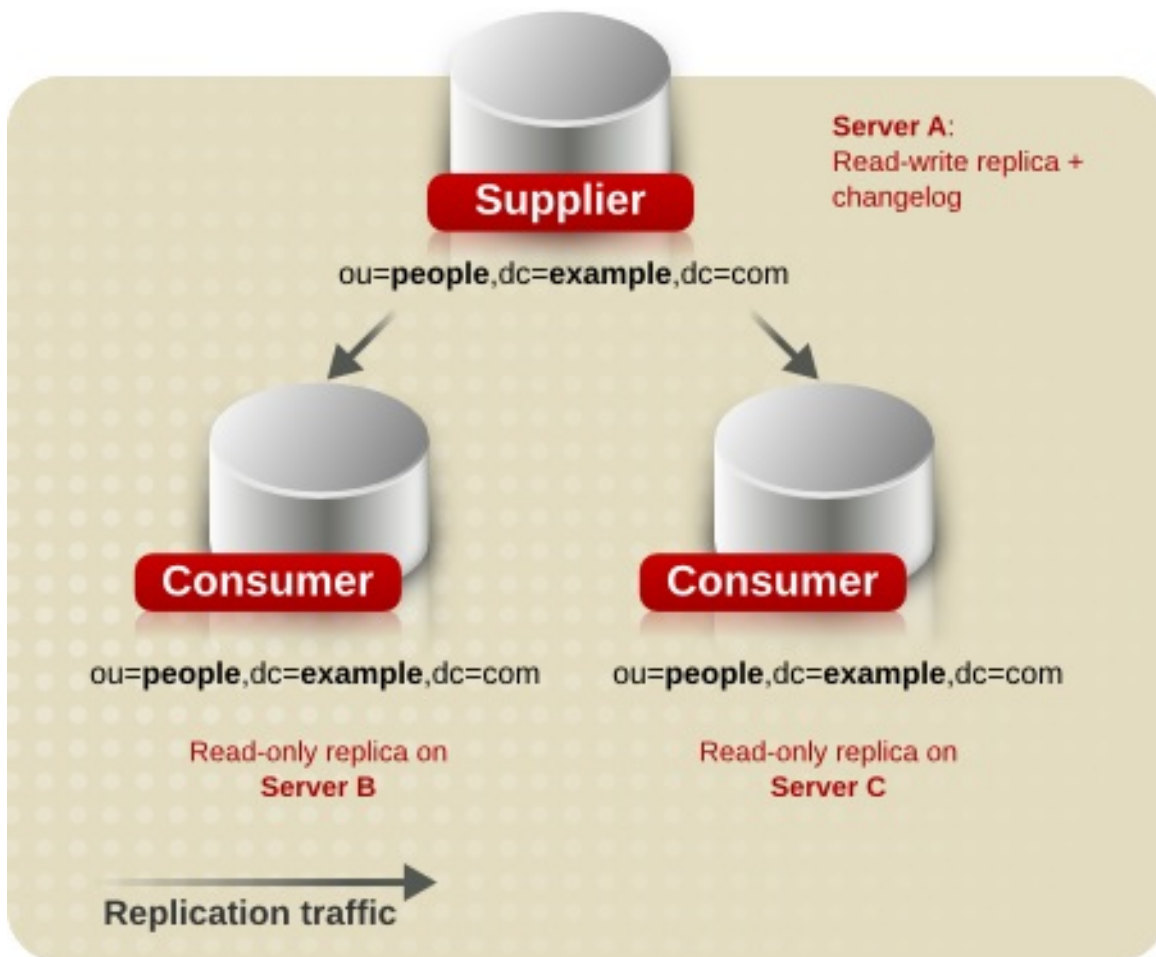 Server A:
Read-write replica +
changelog
Supplier
ou=people,dc=example,dc=com
Consumer
Consumer
ou=people,dc=example,dc=com
ou=people,dc=example,dc=com
Read-only replica on
Server B
Read-only replica on
Server C
Replication traffic